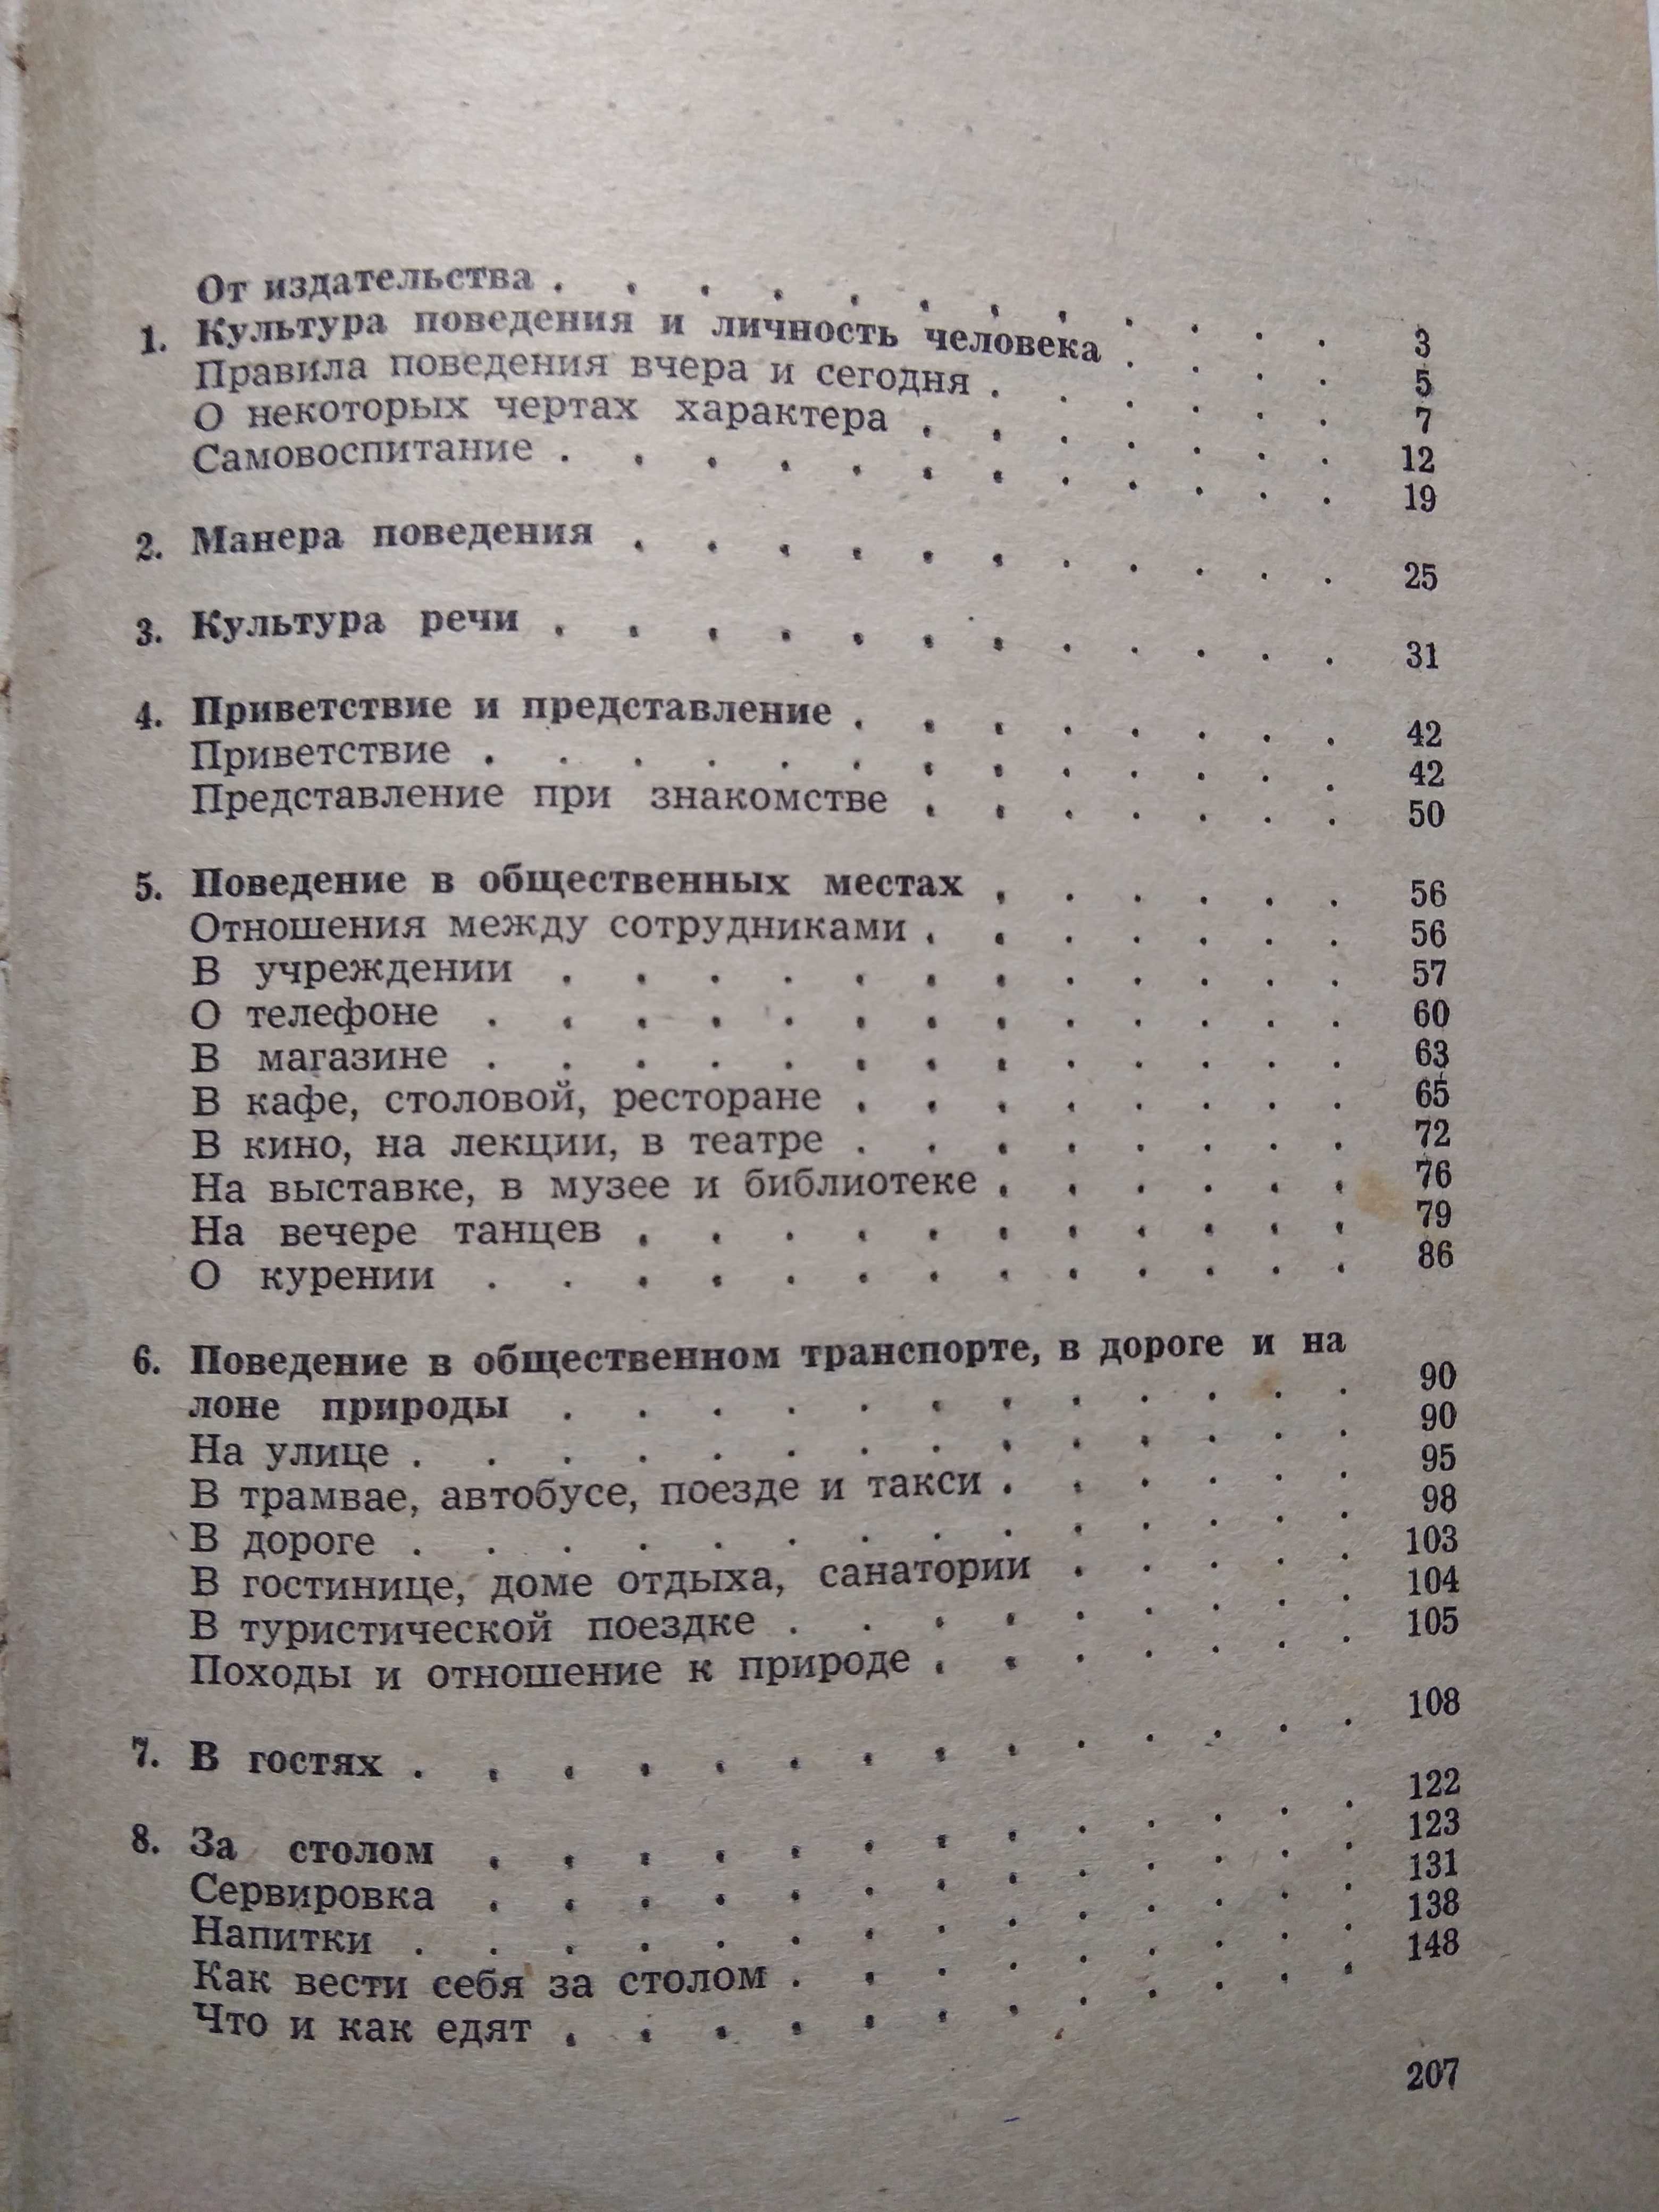 От издательства . . . . . . . . . . . 3
1. Культура поведения и личность человека . . . . 5
Правила поведения вчера и сегодня . . . . . . 7
О некоторых чертах характера . . . . . . . 12
Самовоспитание . . . . . . . . . . . 19
2. Манера поведения . . . . . . . . . . 25
3. Культура речи . . . . . . . . . . . 31
4. Приветствие и представление . . . . . . . . 42
Приветствие . . . . . . . . . . . . 42
Представление при знакомстве . . . . . . . 50
5. Поведение в общественных местах . . . . . . 56
Отношения между сотрудниками . . . . . . . 56
В учреждении . . . . . . . . . . . 57
О телефоне . . . . . . . . . . . . 60
В магазине . . . . . . . . . . . . 63
В кафе, столовой, ресторане . . . . . . . . 65
В кино, на лекции, в театре . . . . . . . . 72
На выставке, в музее и библиотеке . . . . . . 76
На вечере танцев . . . . . . . . . . 79
О курении . . . . . . . . . . . . 86
6. Поведение в общественном транспорте, в дороге и на
лоне природы . . . . . . . . . . . 90
На улице . . . . . . . . . . . . . 90
В трамвае, автобусе, поезде и такси . . . . . . 95
В дороге . . . . . . . . . . . . . 98
В гостинице, доме отдыха, санатории . . . . . 103
В туристической поездке . . . . . . . . 104
Походы и отношение к природе . . . . . . . 105
7. В гостях . . . . . . . . . . . . . 108
8. За столом . . . . . . . . . . . . 122
Сервировка . . . . . . . . . . . . 123
Напитки . . . . . . . . . . . . . 131
Как вести себя за столом . . . . . . . . 138
Что и как едят . . . . . . . . . . . 148
207